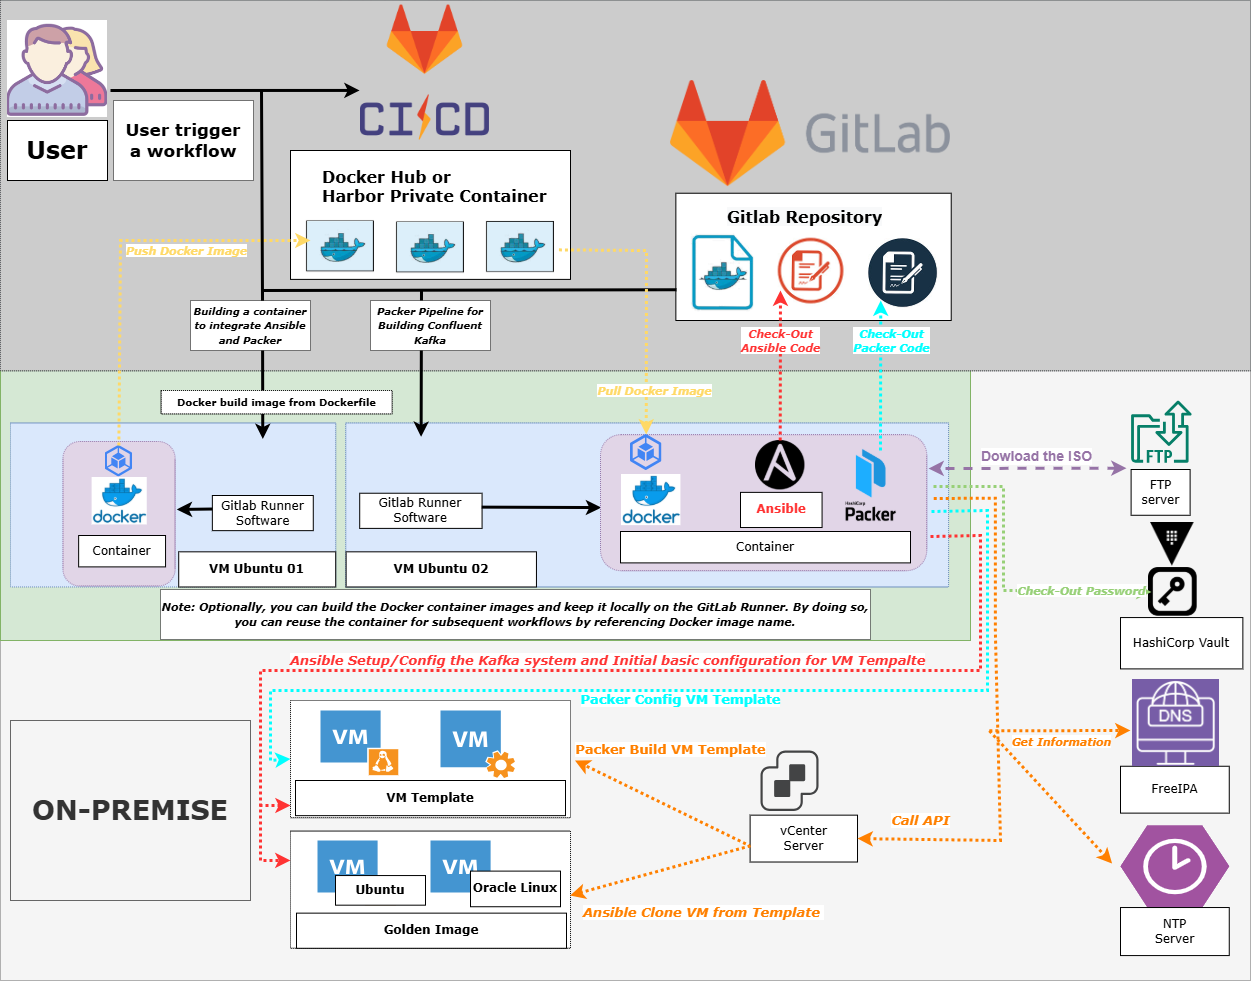 User
User trigger
a workflow
CI CD
Docker Hub or
Harbor Private Container
GitLab
Gitlab Repository
Push Docker Image
Building a container
to integrate Ansible
and Packer
Packer Pipeline for
Building Confluent
Kafka
Check-Out
Ansible Code
Check-Out
Packer Code
Docker build image from Dockerfile
Pull Docker Image
docker
Container
Gitlab Runner
Software
VM Ubuntu 01
Gitlab Runner
Software
VM Ubuntu 02
docker
Ansible
HashiCorp
Packer
Container
Dowload the ISO
FTP
FTP
server
Check-Out Password
HashiCorp Vault
Note: Optionally, you can build the Docker container images and keep it locally on the GitLab Runner. By doing so,
you can reuse the container for subsequent workflows by referencing Docker image name.
Ansible Setup/Config the Kafka system and Initial basic configuration for VM Tempalte
Packer Config VM Template
ON-PREMISE
VM
VM
VM Template
Packer Build VM Template
vCenter
Server
Call API
Get Information
DNS
FreeIPA
VM
Ubuntu
VM
Oracle Linux
Golden Image
Ansible Clone VM from Template
NTP
Server